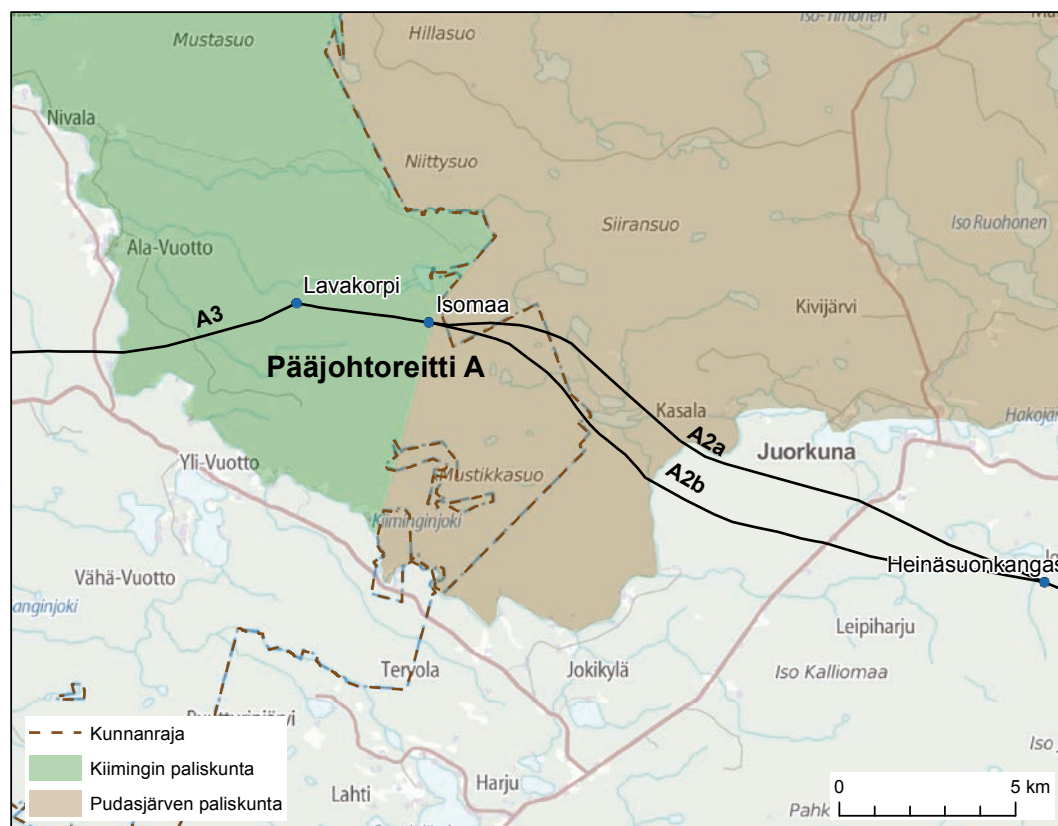 Iso-Timonen
Mustasuo
Hillasuo
Nivala
Niittysuo
Siiransuo
Iso Ruohonen
Ala-Vuotto
Lavakorpi
Isomaa
Kivijärvi
A3
Pääjohtoreitti A
Kasala
A2a
Juorkuna
Yli-Vuotto
Mustikkasuo
A2b
Kiiminginjoki
Heinäsuonkangas
Vähä-Vuotto
anginjoki
Leipiharju
Teryola
Jokikylä
Iso Kalliomaa
Kunnanraja
Kiimingin paliskunta
Pudasjärven paliskunta
Lahti
Harju
0 5 km